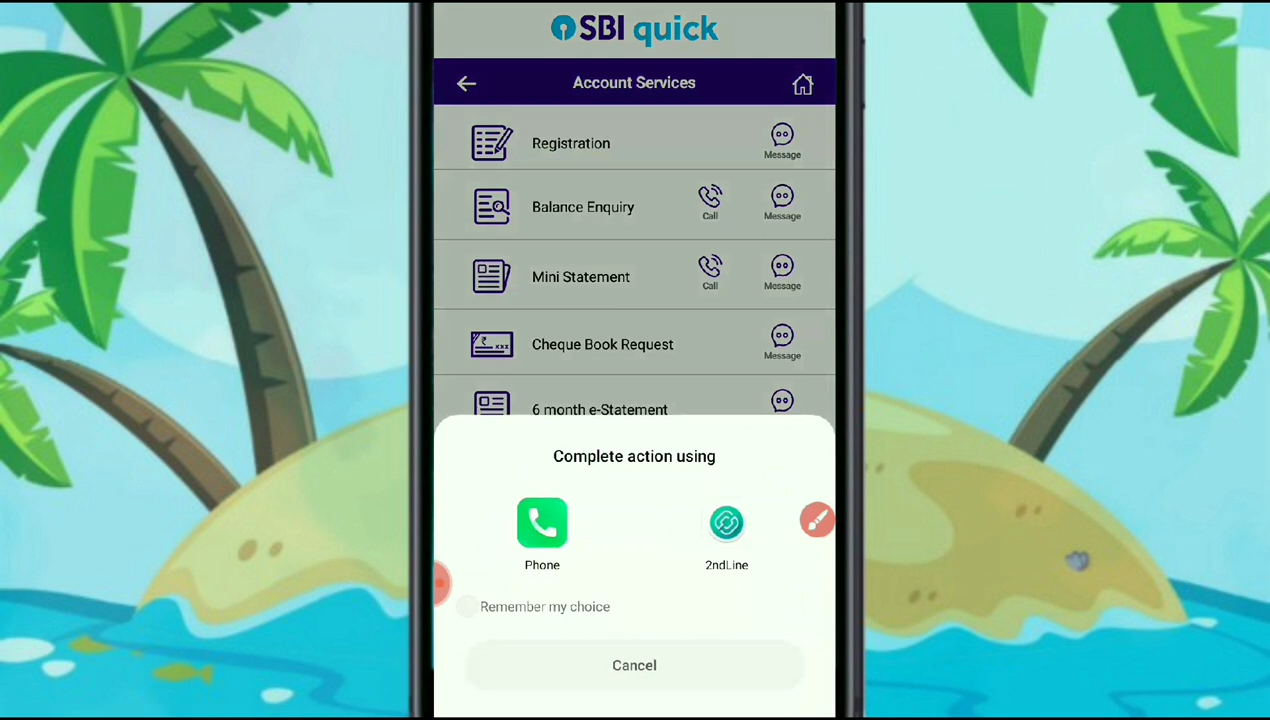 SBI quick
Account Services
Registration
Message
Balance Enquiry
Call
Message
Mini Statement
Call
Message
Cheque Book Request
Message
6 month e-Statement
Complete action using
Phone
2ndLine
Remember my choice
Cancel